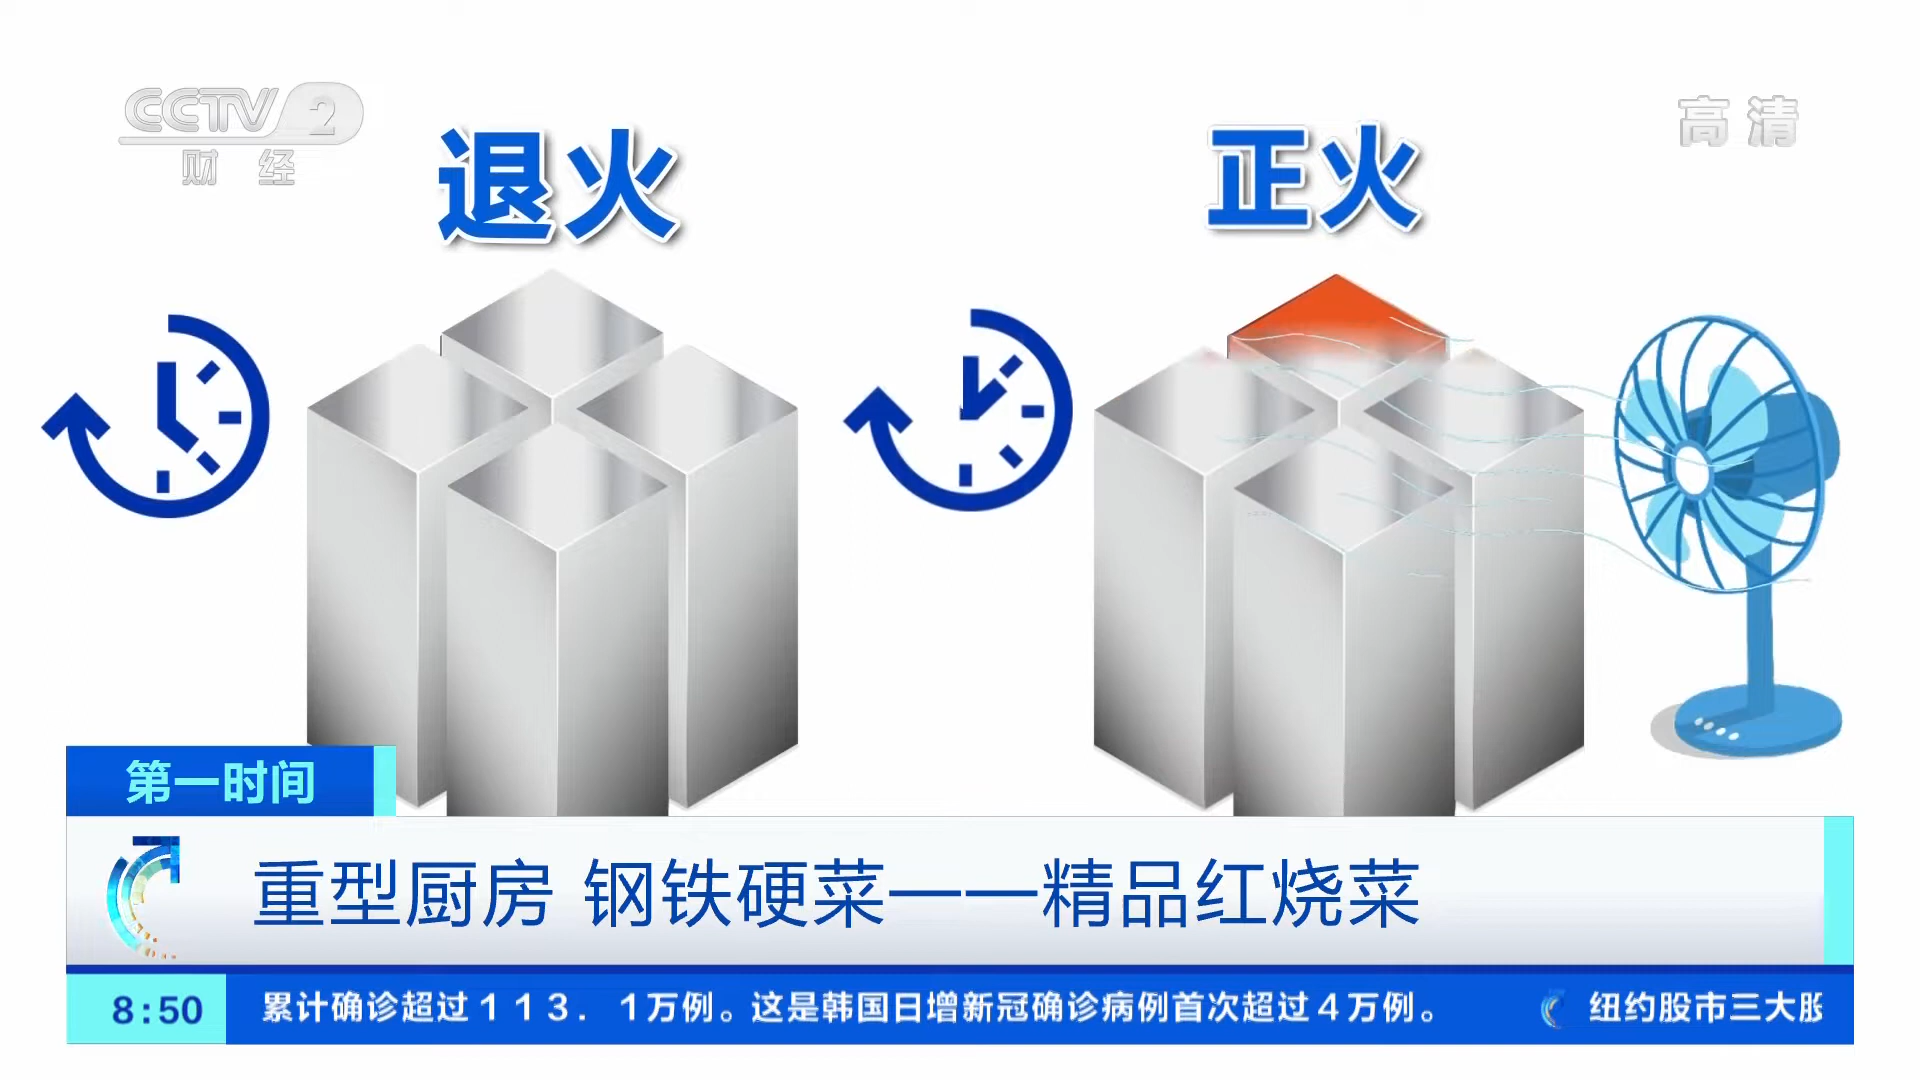 CCTV 2
财 经
高清
退火
正火
第一时间
重型厨房 钢铁硬菜——精品红烧菜
8:50
累计确诊超过113.1万例。这是韩国日增新冠确诊病例首次超过4万例。 纽约股市三大股